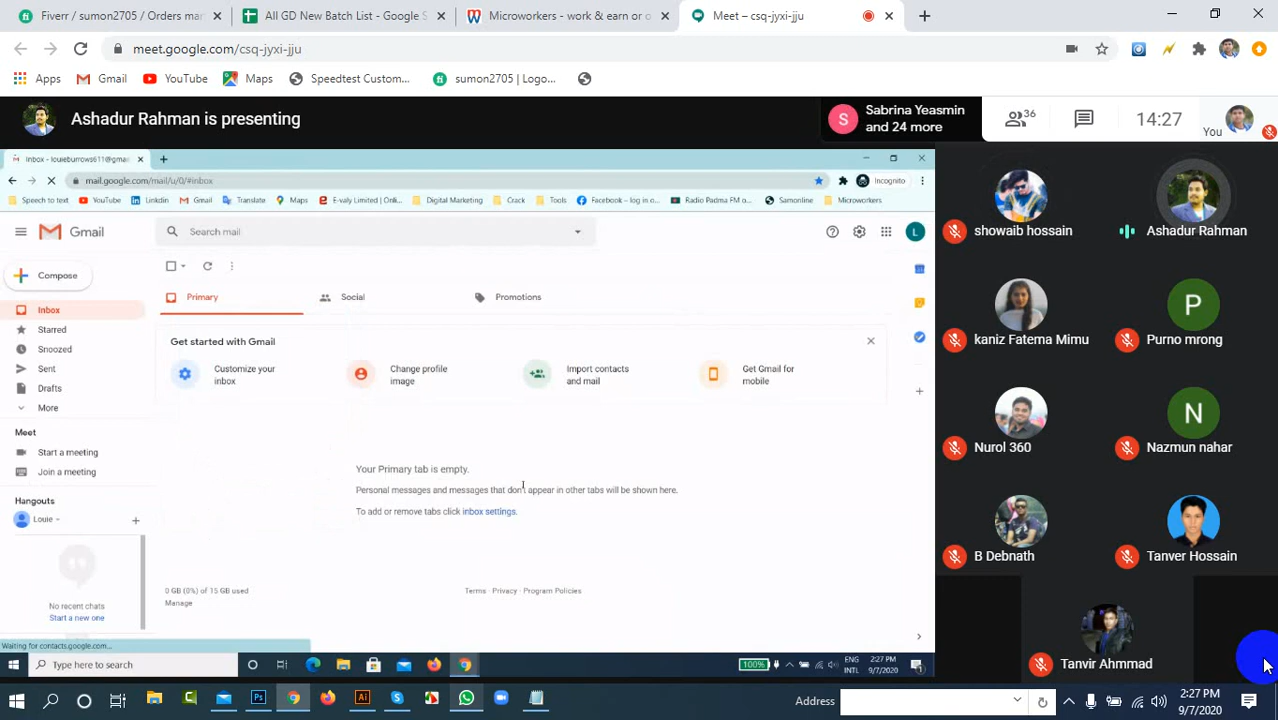 Fiverr / sumon2705 / Orders mar
All GD New Batch List - Google S
Microworkers - work & earn or o
Meet – csq-jyxi-jju
meet.google.com/csq-jyxi-jju
Apps
Gmail
YouTube
Maps
Speedtest Custom...
sumon2705 | Logo...
Ashadur Rahman is presenting
S
Sabrina Yeasmin
and 24 more
36
14:27
You
Inbox - louieburrows611@gmai
mail.google.com/mail/u/0/#inbox
Incognito
Speech to text
YouTube
Linkdin
Gmail
Translate
Maps
E-valy Limited | Onli...
Digital Marketing
Crack
Tools
Facebook – log in o...
Radio Padma FM o...
Samonline
Microworkers
Gmail
Search mail
L
Compose
Primary
Social
Promotions
Inbox
Starred
Snoozed
Sent
Drafts
More
Get started with Gmail
Customize your
inbox
Change profile
image
Import contacts
and mail
Get Gmail for
mobile
Meet
Start a meeting
Join a meeting
Hangouts
Louie
Your Primary tab is empty.
Personal messages and messages that don't appear in other tabs will be shown here.
To add or remove tabs click inbox settings.
No recent chats
Start a new one
0 GB (0%) of 15 GB used
Manage
Terms · Privacy · Program Policies
Waiting for contacts.google.com...
Type here to search
100%
ENG
INTL
2:27 PM
9/7/2020
showaib hossain
Ashadur Rahman
kaniz Fatema Mimu
P
Purno mrong
Nurol 360
N
Nazmun nahar
B Debnath
Tanver Hossain
Tanvir Ahmmad
Address
2:27 PM
9/7/2020